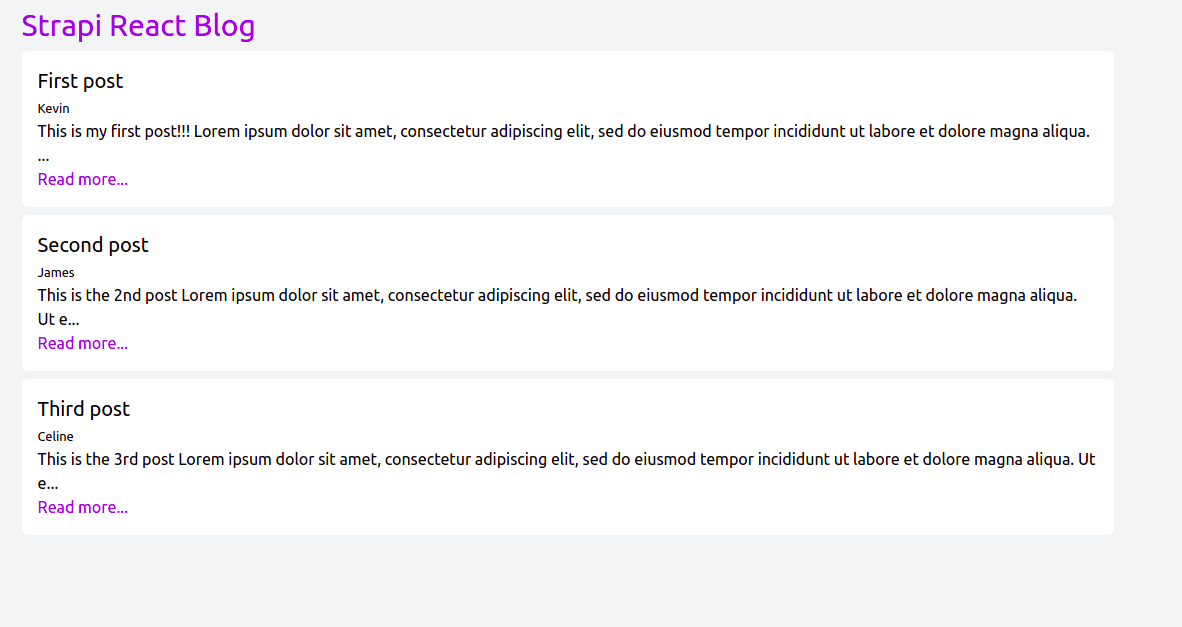 Strapi React Blog
First post
Kevin
This is my first post!!! Lorem ipsum dolor sit amet, consectetur adipiscing elit, sed do eiusmod tempor incididunt ut labore et dolore magna aliqua.
...
Read more...
Second post
James
This is the 2nd post Lorem ipsum dolor sit amet, consectetur adipiscing elit, sed do eiusmod tempor incididunt ut labore et dolore magna aliqua.
Ut e...
Read more...
Third post
Celine
This is the 3rd post Lorem ipsum dolor sit amet, consectetur adipiscing elit, sed do eiusmod tempor incididunt ut labore et dolore magna aliqua. Ut
e...
Read more...